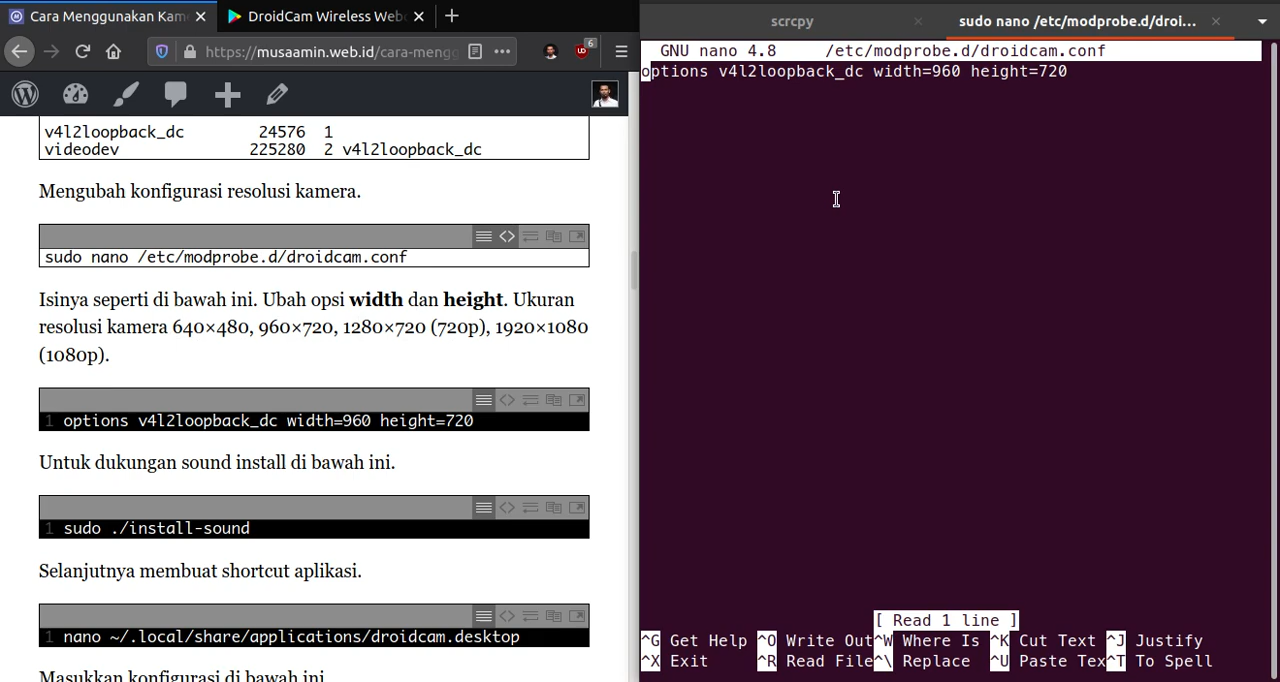 Cara Menggunakan Kame
DroidCam Wireless Web
https://musaamin.web.id/cara-mengg
6
v4l2loopback_dc 24576 1
videodev 225280 2 v4l2loopback_dc
Mengubah konfigurasi resolusi kamera.
sudo nano /etc/modprobe.d/droidcam.conf
Isinya seperti di bawah ini. Ubah opsi width dan height. Ukuran
resolusi kamera 640×480, 960×720, 1280×720 (720p), 1920×1080
(1080p).
1 options v4l2loopback_dc width=960 height=720
Untuk dukungan sound install di bawah ini.
1 sudo ./install-sound
Selanjutnya membuat shortcut aplikasi.
1 nano ~/.local/share/applications/droidcam.desktop
Masukkan konfigurasi di bawah ini
scrcpy
sudo nano /etc/modprobe.d/droi...
GNU nano 4.8 /etc/modprobe.d/droidcam.conf
options v4l2loopback_dc width=960 height=720
[ Read 1 line ]
^G Get Help ^O Write Out ^W Where Is ^K Cut Text ^J Justify
^X Exit ^R Read File ^\ Replace ^U Paste Tex ^T To Spell